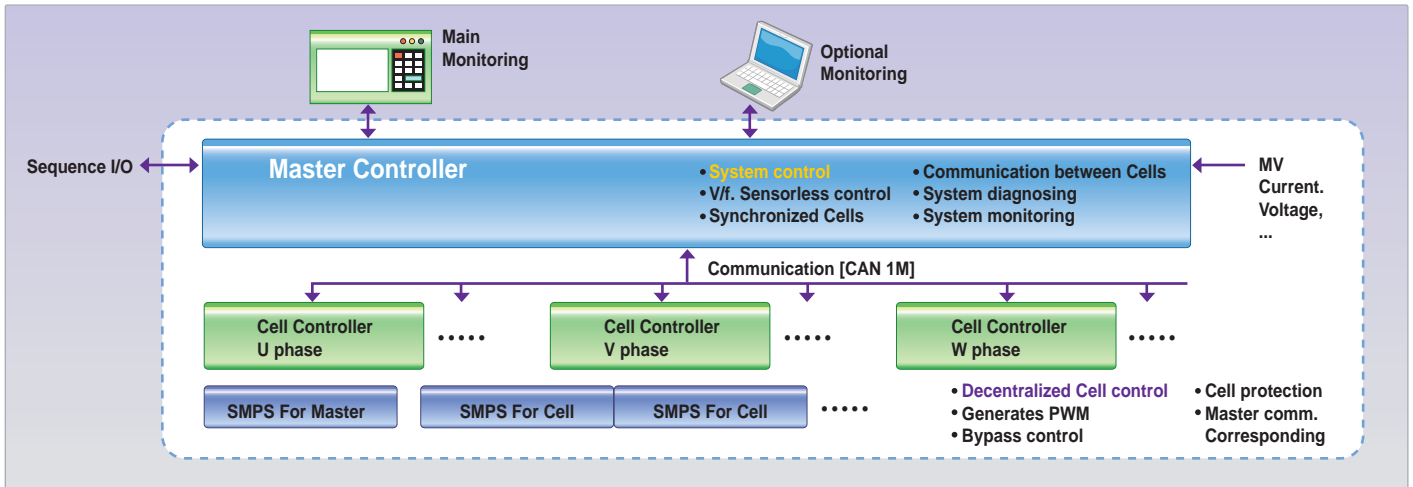 Main
Monitoring
Optional
Monitoring
Sequence I/O
Master Controller
• System control
• V/f. Sensorless control
• Synchronized Cells
• Communication between Cells
• System diagnosing
• System monitoring
MV
Current.
Voltage,
...
Communication [CAN 1M]
Cell Controller
U phase
•••••
Cell Controller
V phase
•••••
Cell Controller
W phase
•••••
SMPS For Master
SMPS For Cell
SMPS For Cell
•••••
• Decentralized Cell control
• Generates PWM
• Bypass control
• Cell protection
• Master comm.
Corresponding